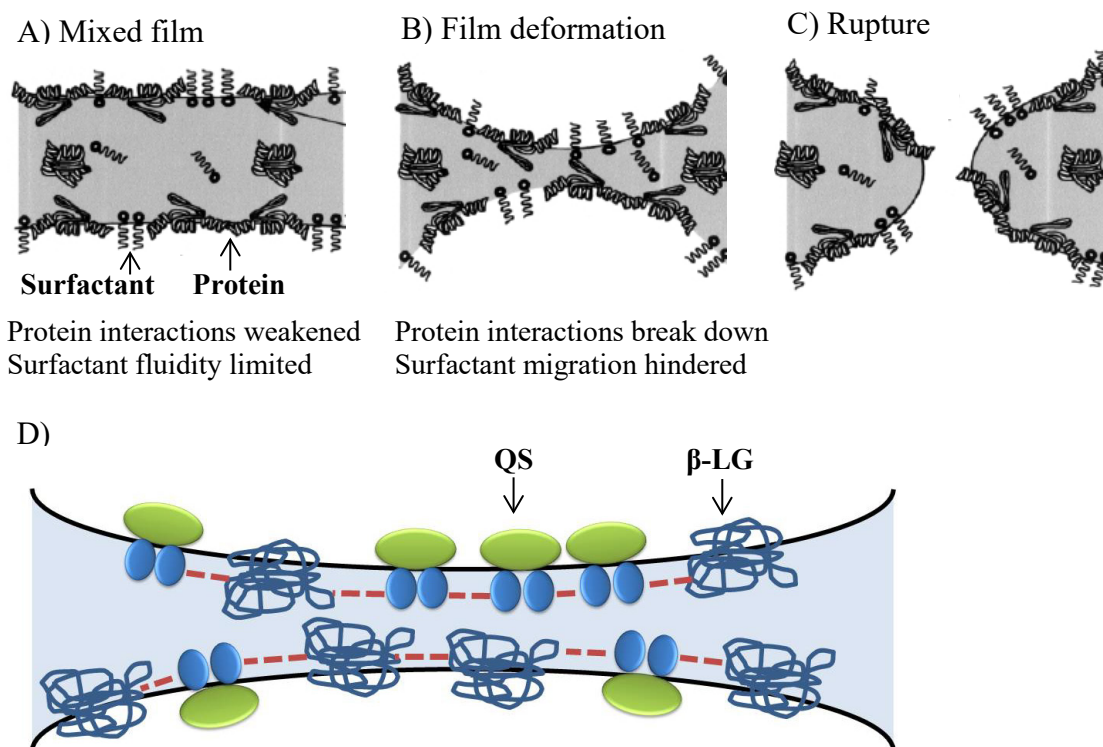 A) Mixed film
B) Film deformation
C) Rupture
Surfactant
Protein
Protein interactions weakened
Surfactant fluidity limited
Protein interactions break down
Surfactant migration hindered
D)
QS
β-LG